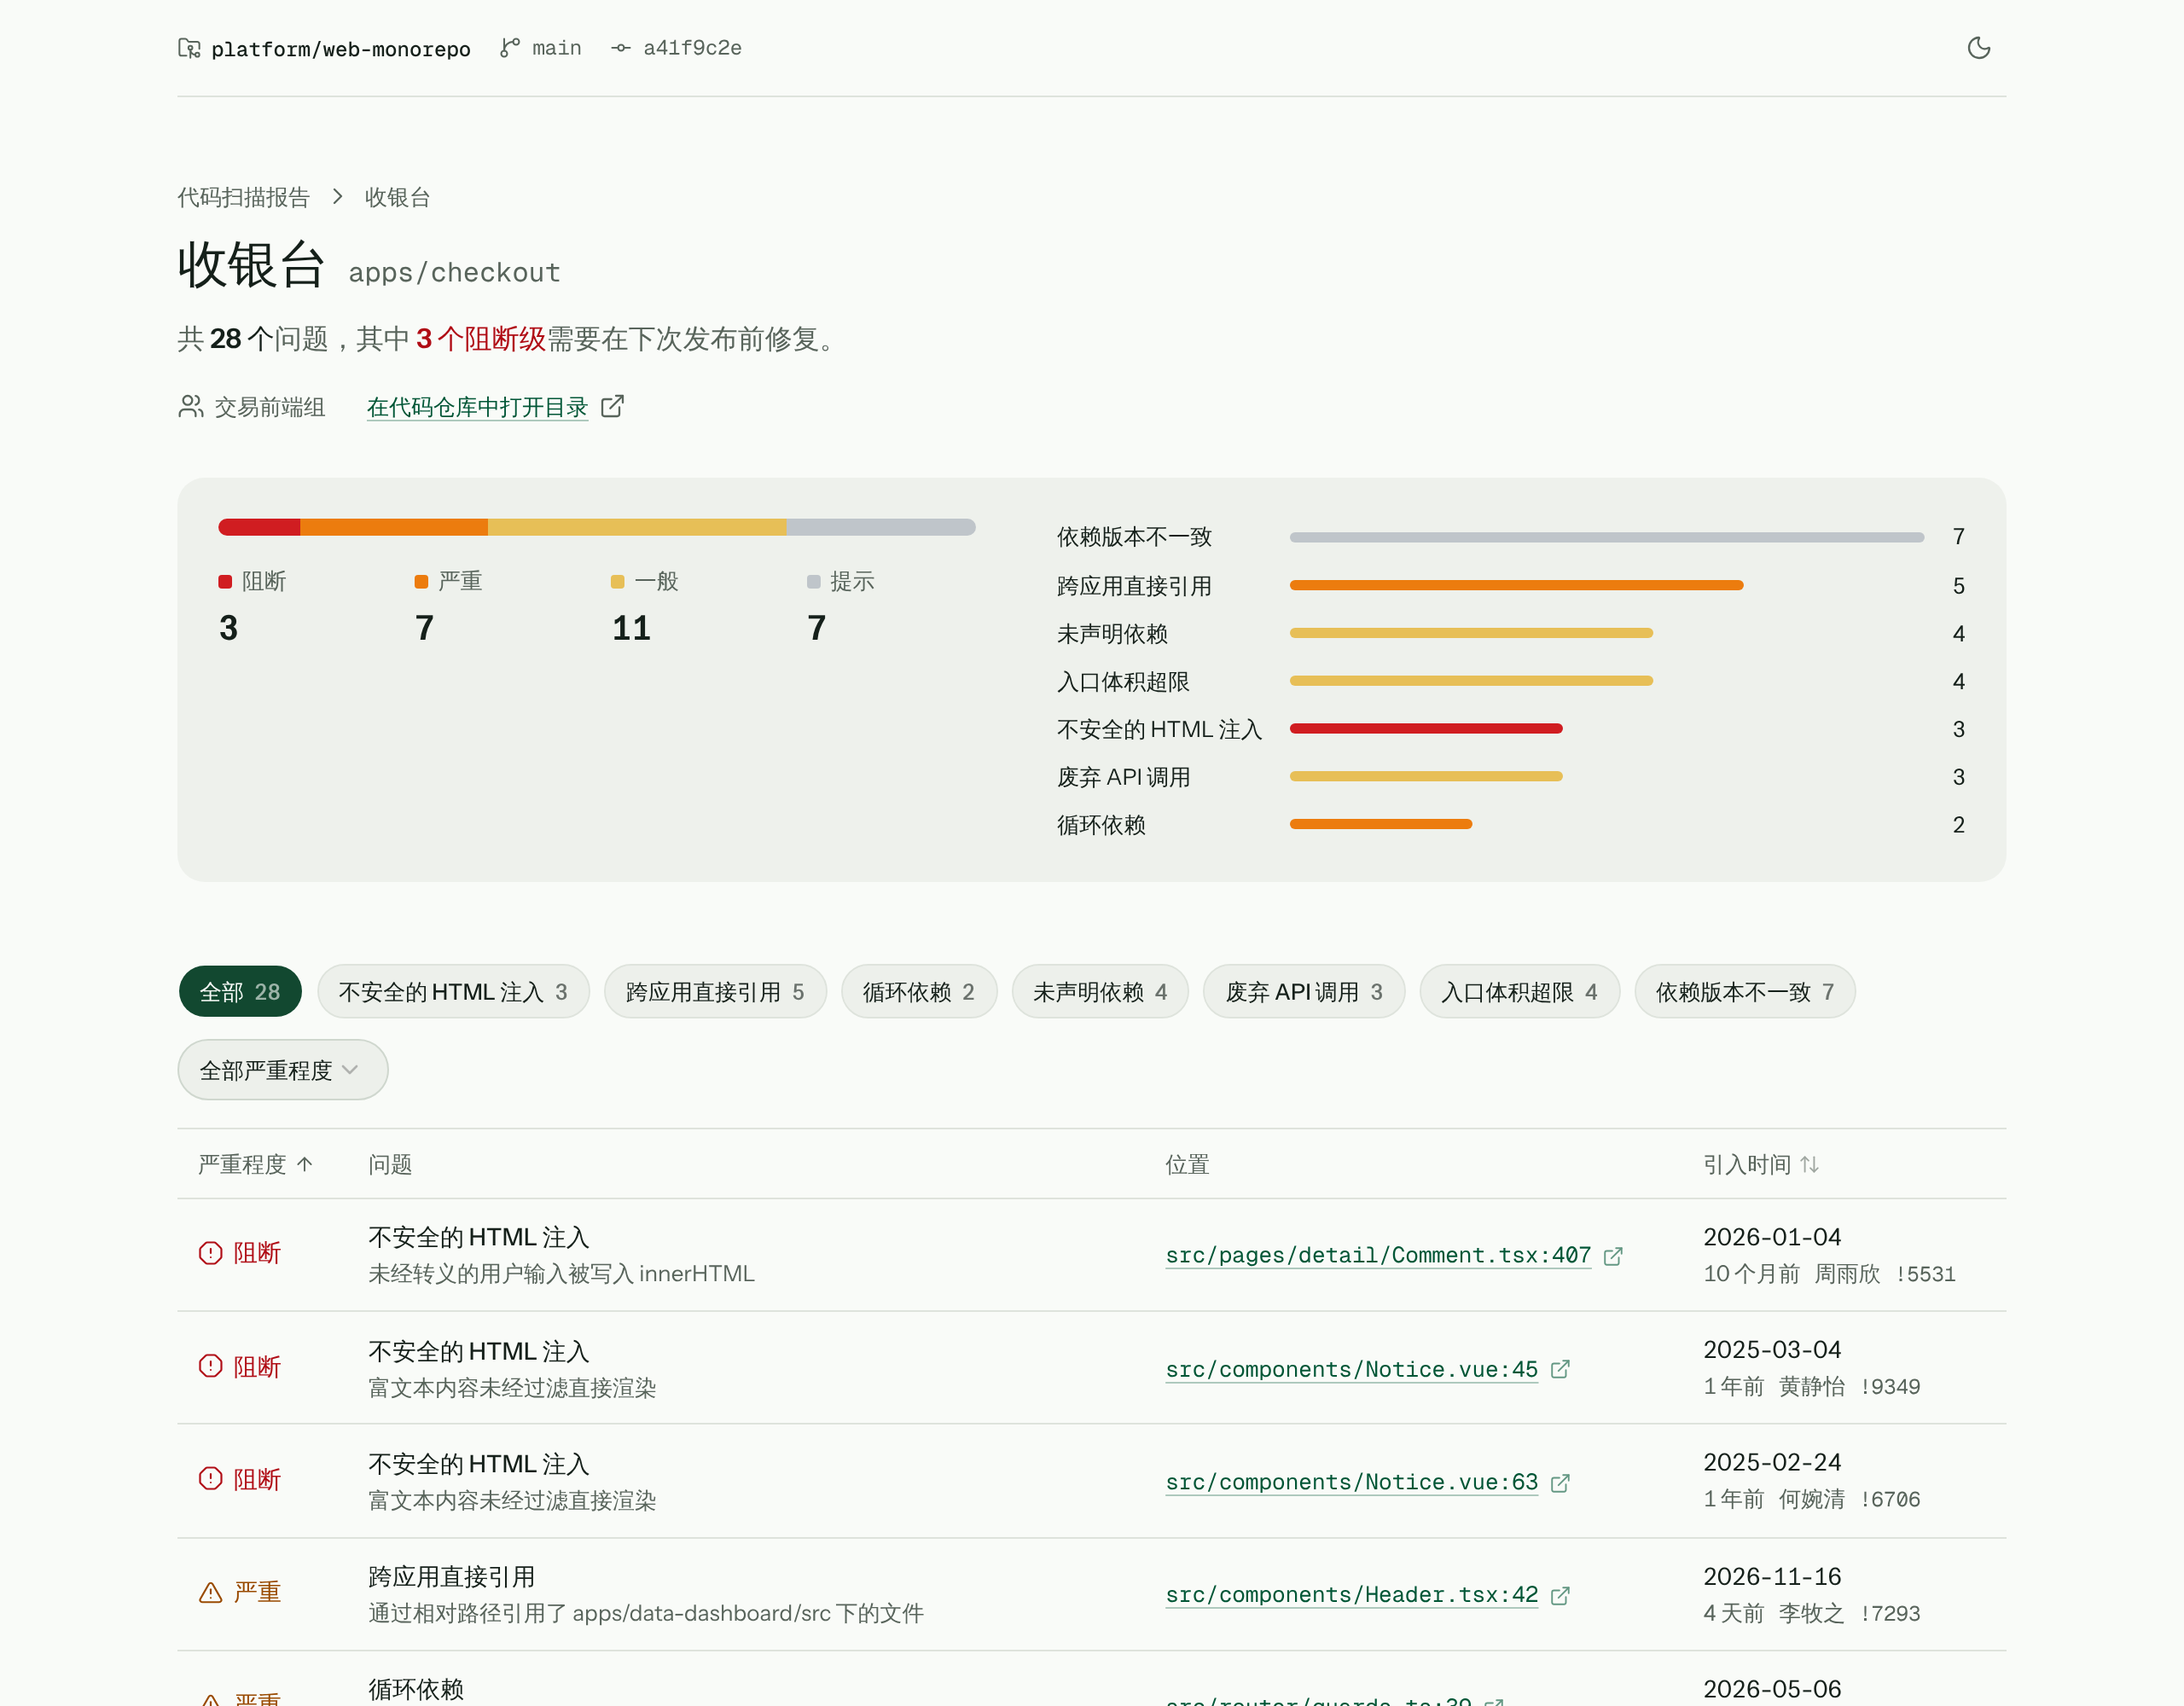 platform/web-monorepo main a41f9c2e
代码扫描报告 收银台
收银台 apps/checkout
共 28 个问题，其中 3 个阻断级需要在下次发布前修复。
交易前端组 在代码仓库中打开目录
阻断 严重 一般 提示
3 7 11 7
依赖版本不一致 7
跨应用直接引用 5
未声明依赖 4
入口体积超限 4
不安全的 HTML 注入 3
废弃 API 调用 3
循环依赖 2
全部 28 不安全的 HTML 注入 3 跨应用直接引用 5 循环依赖 2 未声明依赖 4 废弃 API 调用 3 入口体积超限 4 依赖版本不一致 7
全部严重程度
严重程度 问题 位置 引入时间
阻断 不安全的 HTML 注入 src/pages/detail/Comment.tsx:407 2026-01-04
未经转义的用户输入被写入 innerHTML 10 个月前 周雨欣 !5531
阻断 不安全的 HTML 注入 src/components/Notice.vue:45 2025-03-04
富文本内容未经过滤直接渲染 1 年前 黄静怡 !9349
阻断 不安全的 HTML 注入 src/components/Notice.vue:63 2025-02-24
富文本内容未经过滤直接渲染 1 年前 何婉清 !6706
严重 跨应用直接引用 src/components/Header.tsx:42 2026-11-16
通过相对路径引用了 apps/data-dashboard/src 下的文件 4 天前 李牧之 !7293
严重 循环依赖 src/router/guards.ts:39 2026-05-06